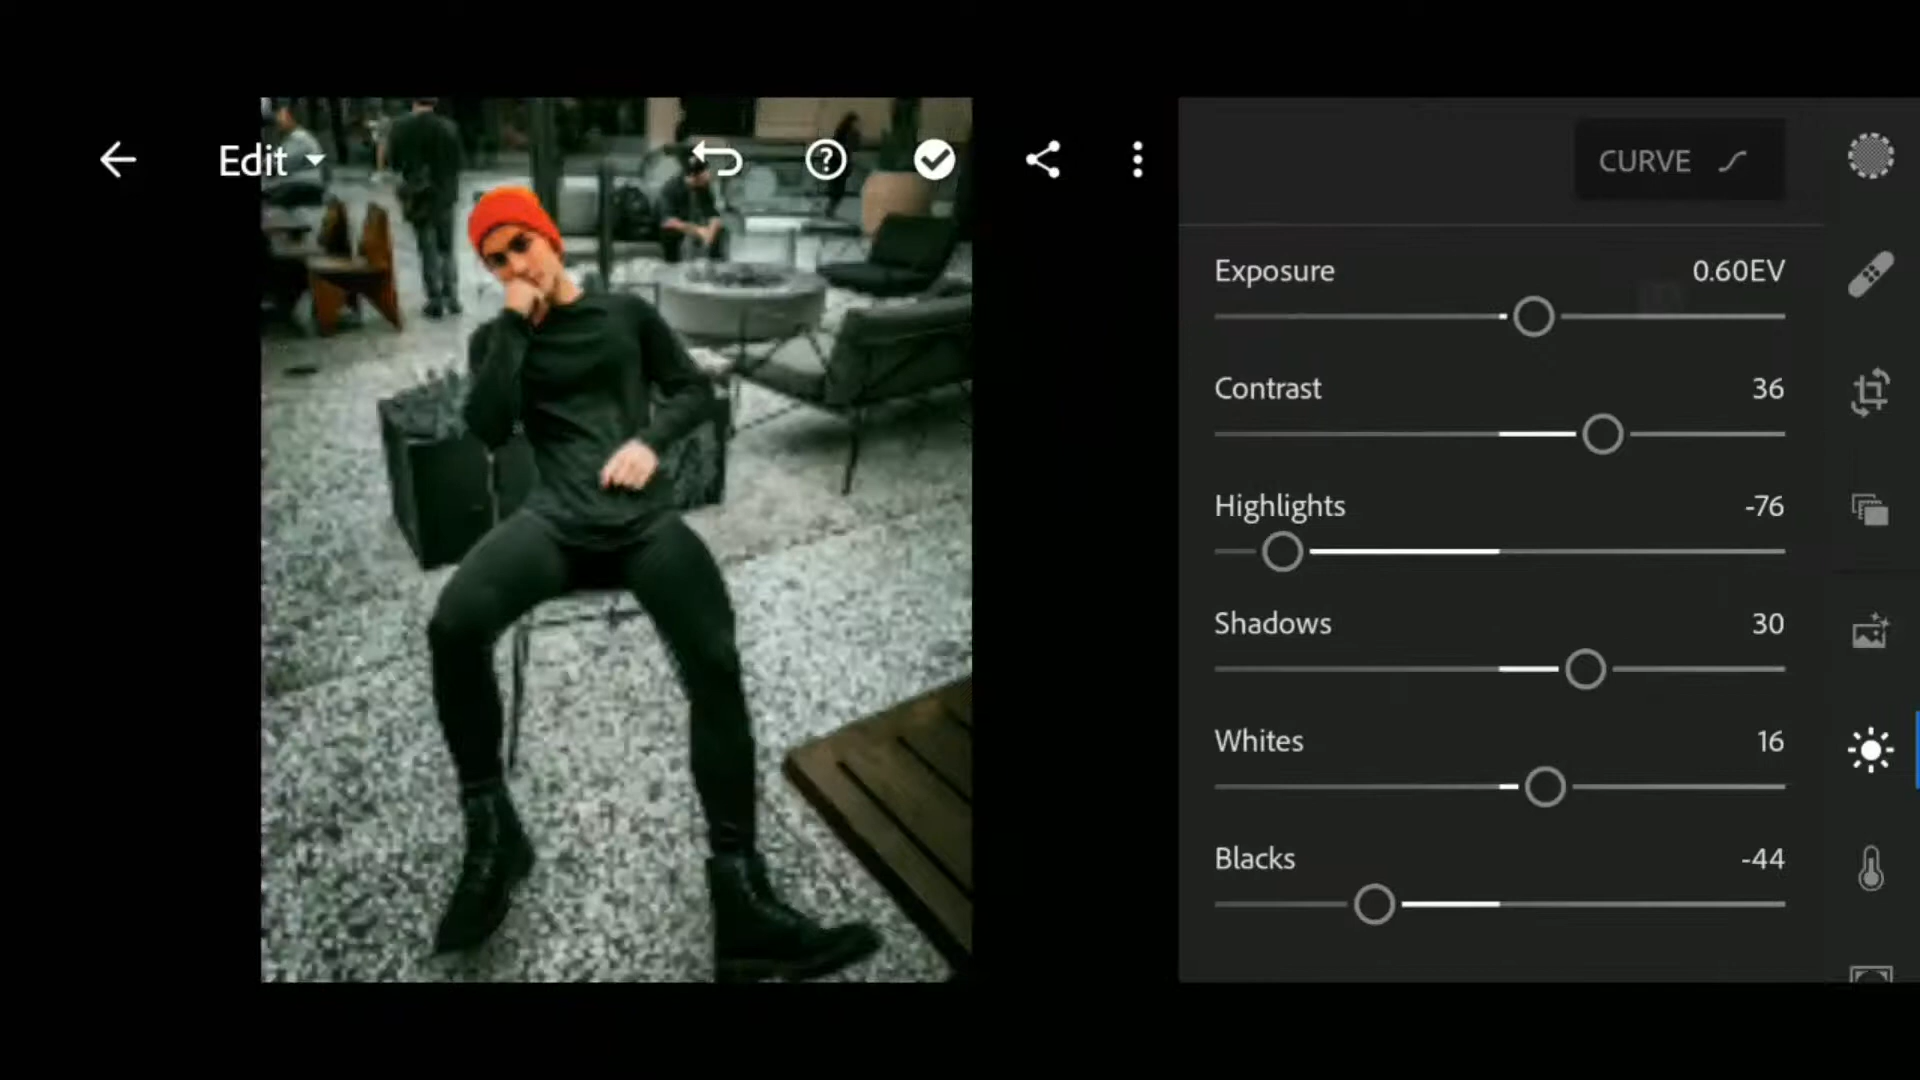 Edit
CURVE
Exposure 0.60EV
Contrast 36
Highlights -76
Shadows 30
Whites 16
Blacks -44